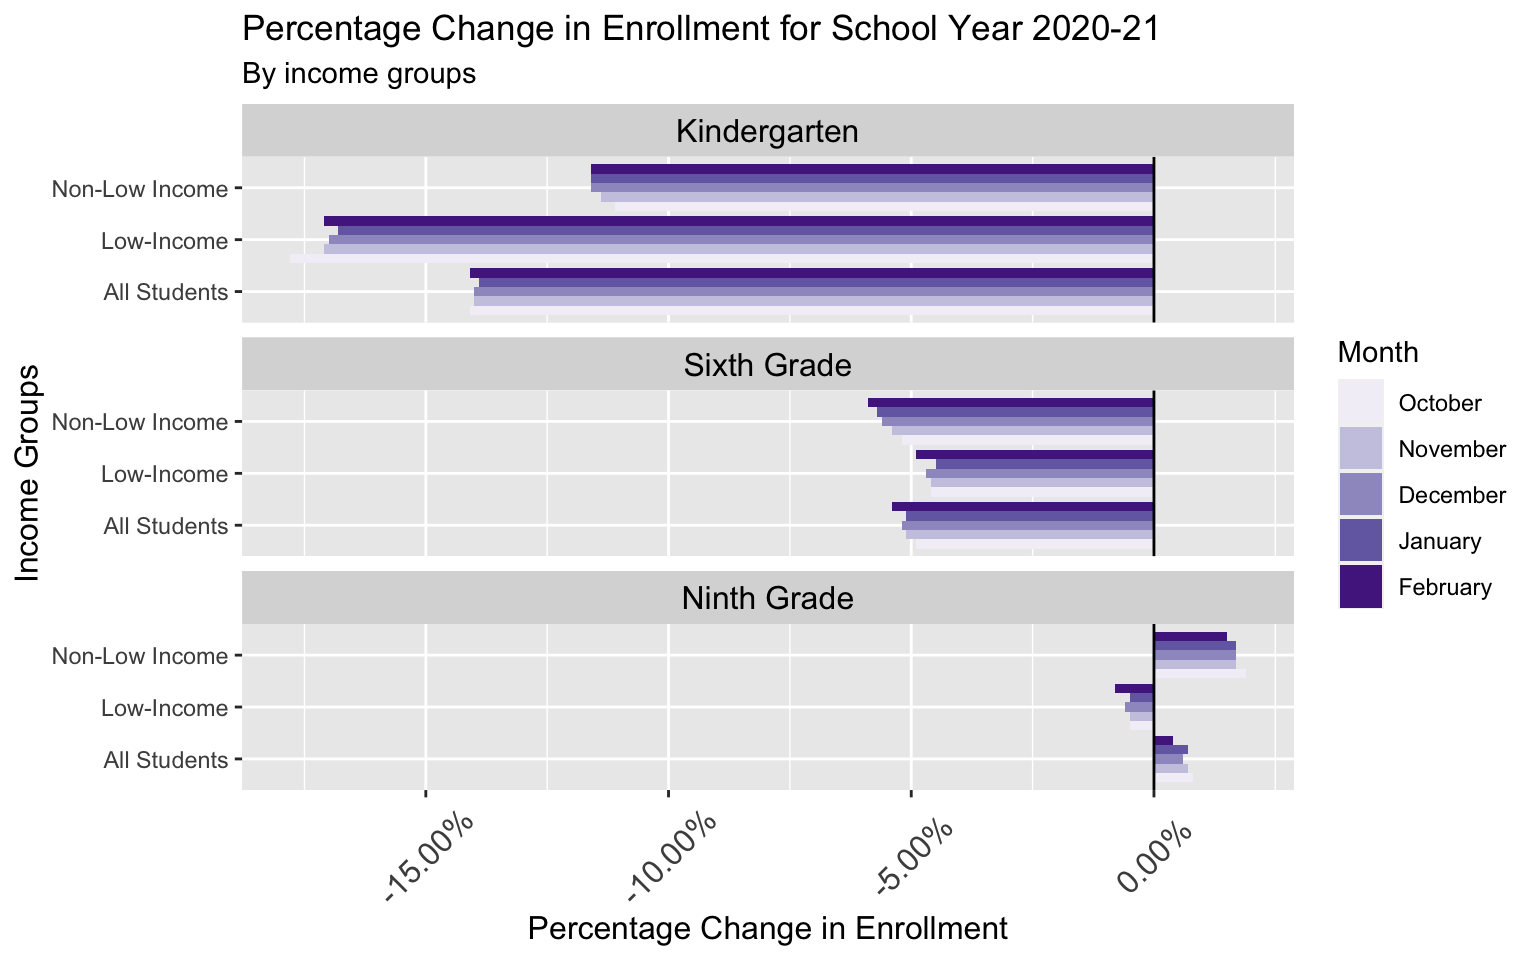 Percentage Change in Enrollment for School Year 2020-21
By income groups
Kindergarten
Non-Low Income
Low-Income
All Students
Sixth Grade
Non-Low Income
Low-Income
All Students
Ninth Grade
Non-Low Income
Low-Income
All Students
Income Groups
-15.00%
-10.00%
-5.00%
0.00%
Percentage Change in Enrollment
Month
October
November
December
January
February